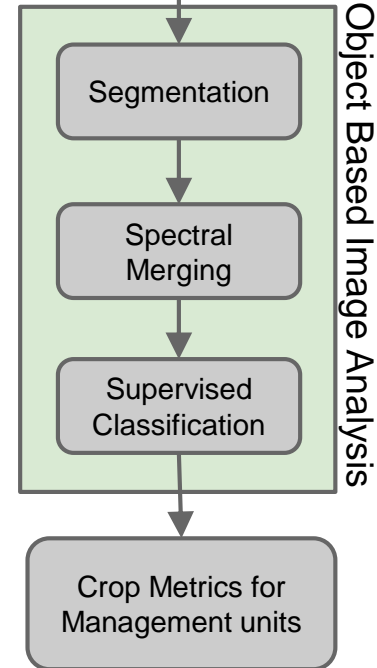 Object Based Image Analysis
Segmentation
Spectral
Merging
Supervised
Classification
Crop Metrics for
Management units